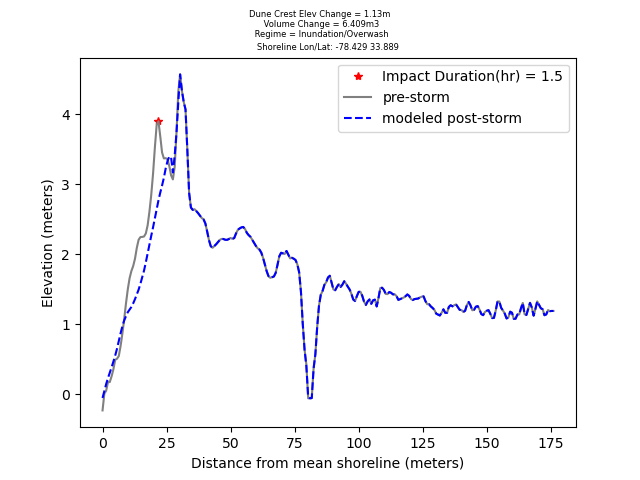 Dune Crest Elev Change = 1.13m
Volume Change = 6.409m3
Regime = Inundation/Overwash
Shoreline Lon/Lat: -78.429 33.889
Impact Duration(hr) = 1.5
pre-storm
modeled post-storm
Elevation (meters)
4
3
2
1
0
0 25 50 75 100 125 150 175
Distance from mean shoreline (meters)